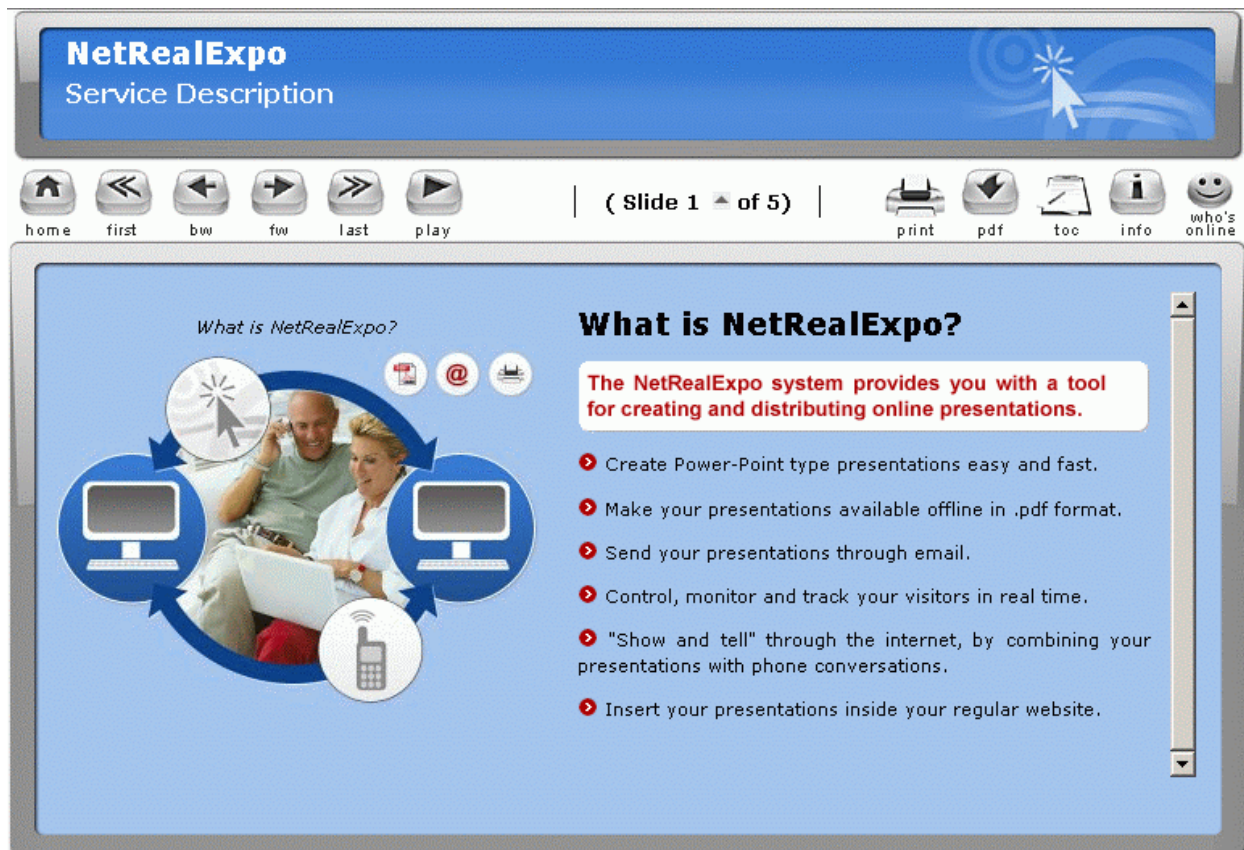 NetRealExpo
Service Description
home first bw fw last play
( Slide 1 of 5)
print pdf toc info who's online
What is NetRealExpo?
@
What is NetRealExpo?
The NetRealExpo system provides you with a tool
for creating and distributing online presentations.
Create Power-Point type presentations easy and fast.
Make your presentations available offline in .pdf format.
Send your presentations through email.
Control, monitor and track your visitors in real time.
"Show and tell" through the internet, by combining your
presentations with phone conversations.
Insert your presentations inside your regular website.